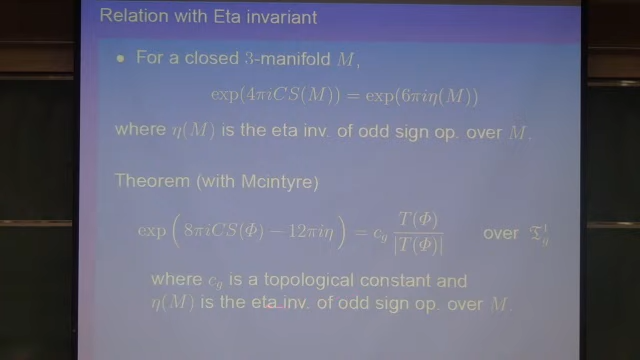 Relation with Eta invariant
• For a closed 3-manifold M,
exp(4πiCS(M)) = exp(6πiη(M))
where η(M) is the eta inv. of odd sign op. over M.
Theorem (with Mcintyre)
exp(8πiCS(Φ) − 12πiη) = c_g T(Φ)/|T(Φ)| over 𝔗_g^1
where c_g is a topological constant and
η(M) is the eta inv. of odd sign op. over M.